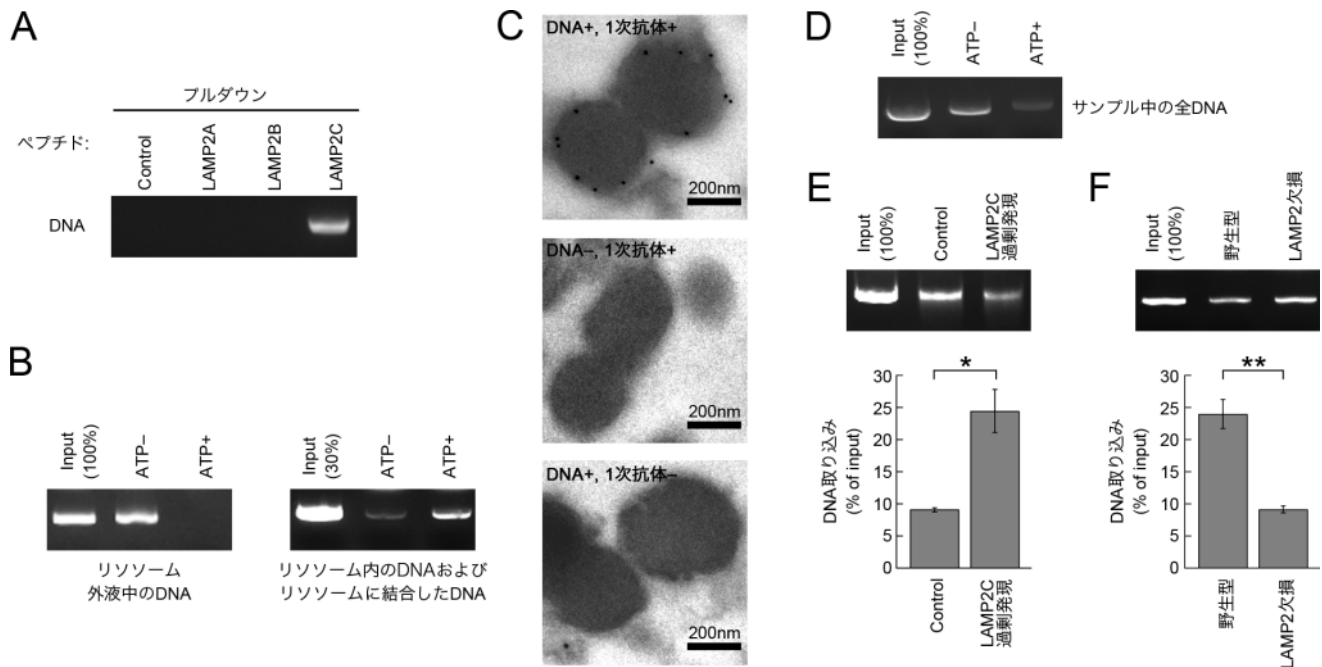 A
プルダウン
ペプチド:
Control
LAMP2A
LAMP2B
LAMP2C
DNA
B
Input
(100%)
ATP–
ATP+
リソソーム
外液中のDNA
Input
(30%)
ATP–
ATP+
リソソーム内のDNAおよび
リソソームに結合したDNA
C
DNA+, 1次抗体+
200nm
DNA–, 1次抗体+
200nm
DNA+, 1次抗体–
200nm
D
Input
(100%)
ATP–
ATP+
サンプル中の全DNA
E
Input
(100%)
Control
LAMP2C
過剰発現
*
DNA取り込み
(% of input)
30
25
20
15
10
5
0
Control
LAMP2C
過剰発現
F
Input
(100%)
野生型
LAMP2欠損
**
DNA取り込み
(% of input)
30
25
20
15
10
5
0
野生型
LAMP2欠損